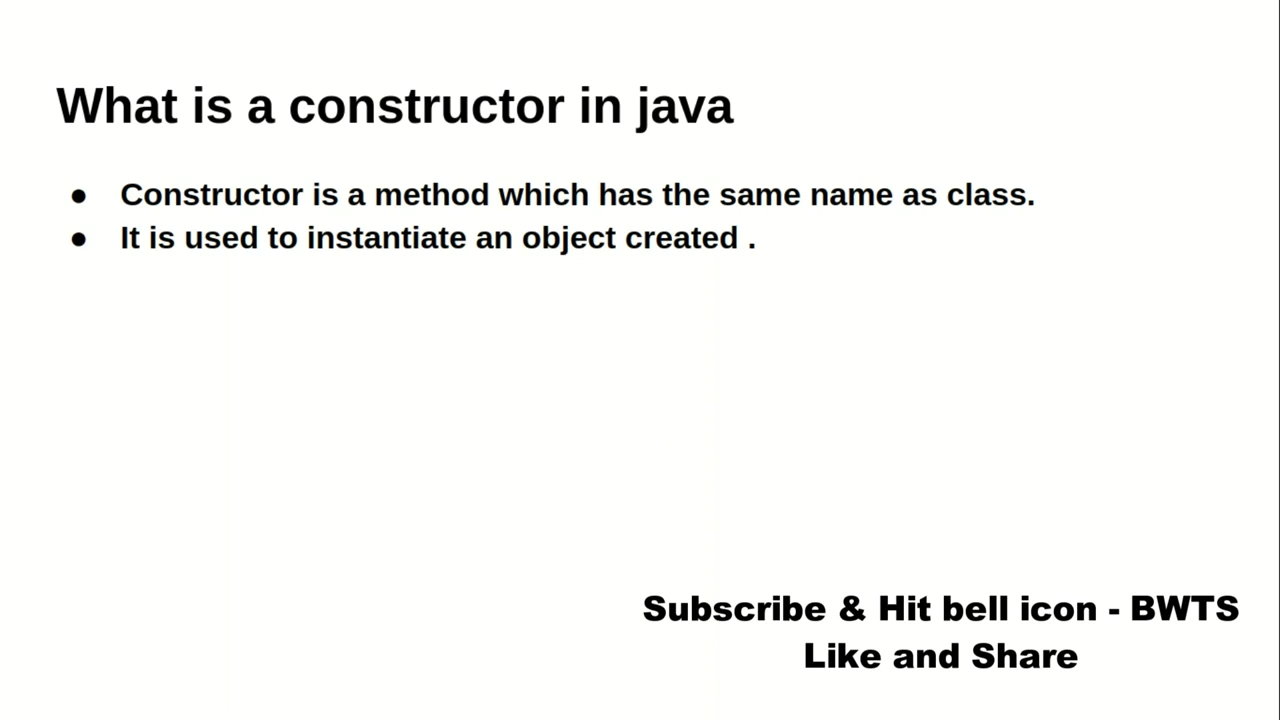 What is a constructor in java
● Constructor is a method which has the same name as class.
● It is used to instantiate an object created .
Subscribe & Hit bell icon - BWTS
Like and Share